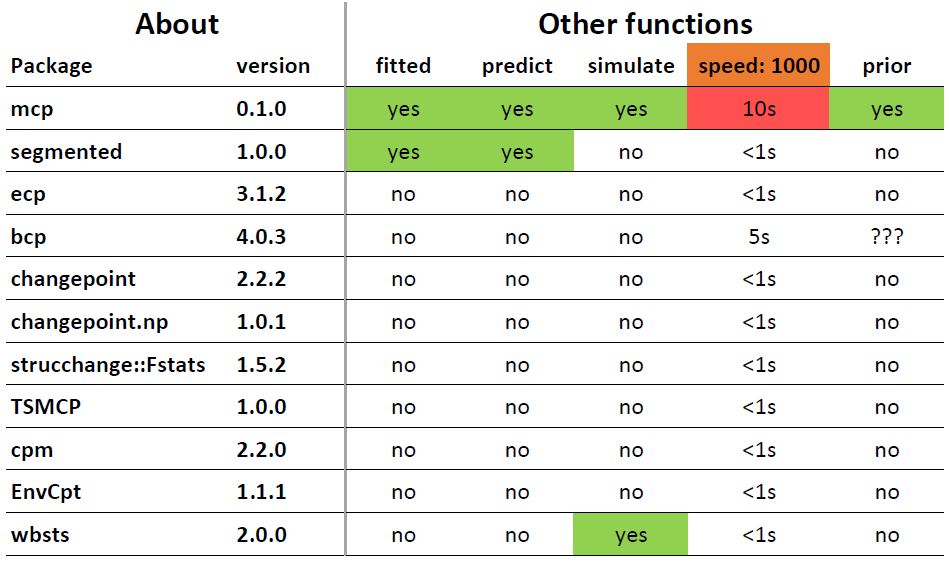 About Other functions
Package version fitted predict simulate speed: 1000 prior
mcp 0.1.0 yes yes yes 10s yes
segmented 1.0.0 yes yes no <1s no
ecp 3.1.2 no no no <1s no
bcp 4.0.3 no no no 5s ???
changepoint 2.2.2 no no no <1s no
changepoint.np 1.0.1 no no no <1s no
strucchange::Fstats 1.5.2 no no no <1s no
TSMCP 1.0.0 no no no <1s no
cpm 2.2.0 no no no <1s no
EnvCpt 1.1.1 no no no <1s no
wbsts 2.0.0 no no yes <1s no